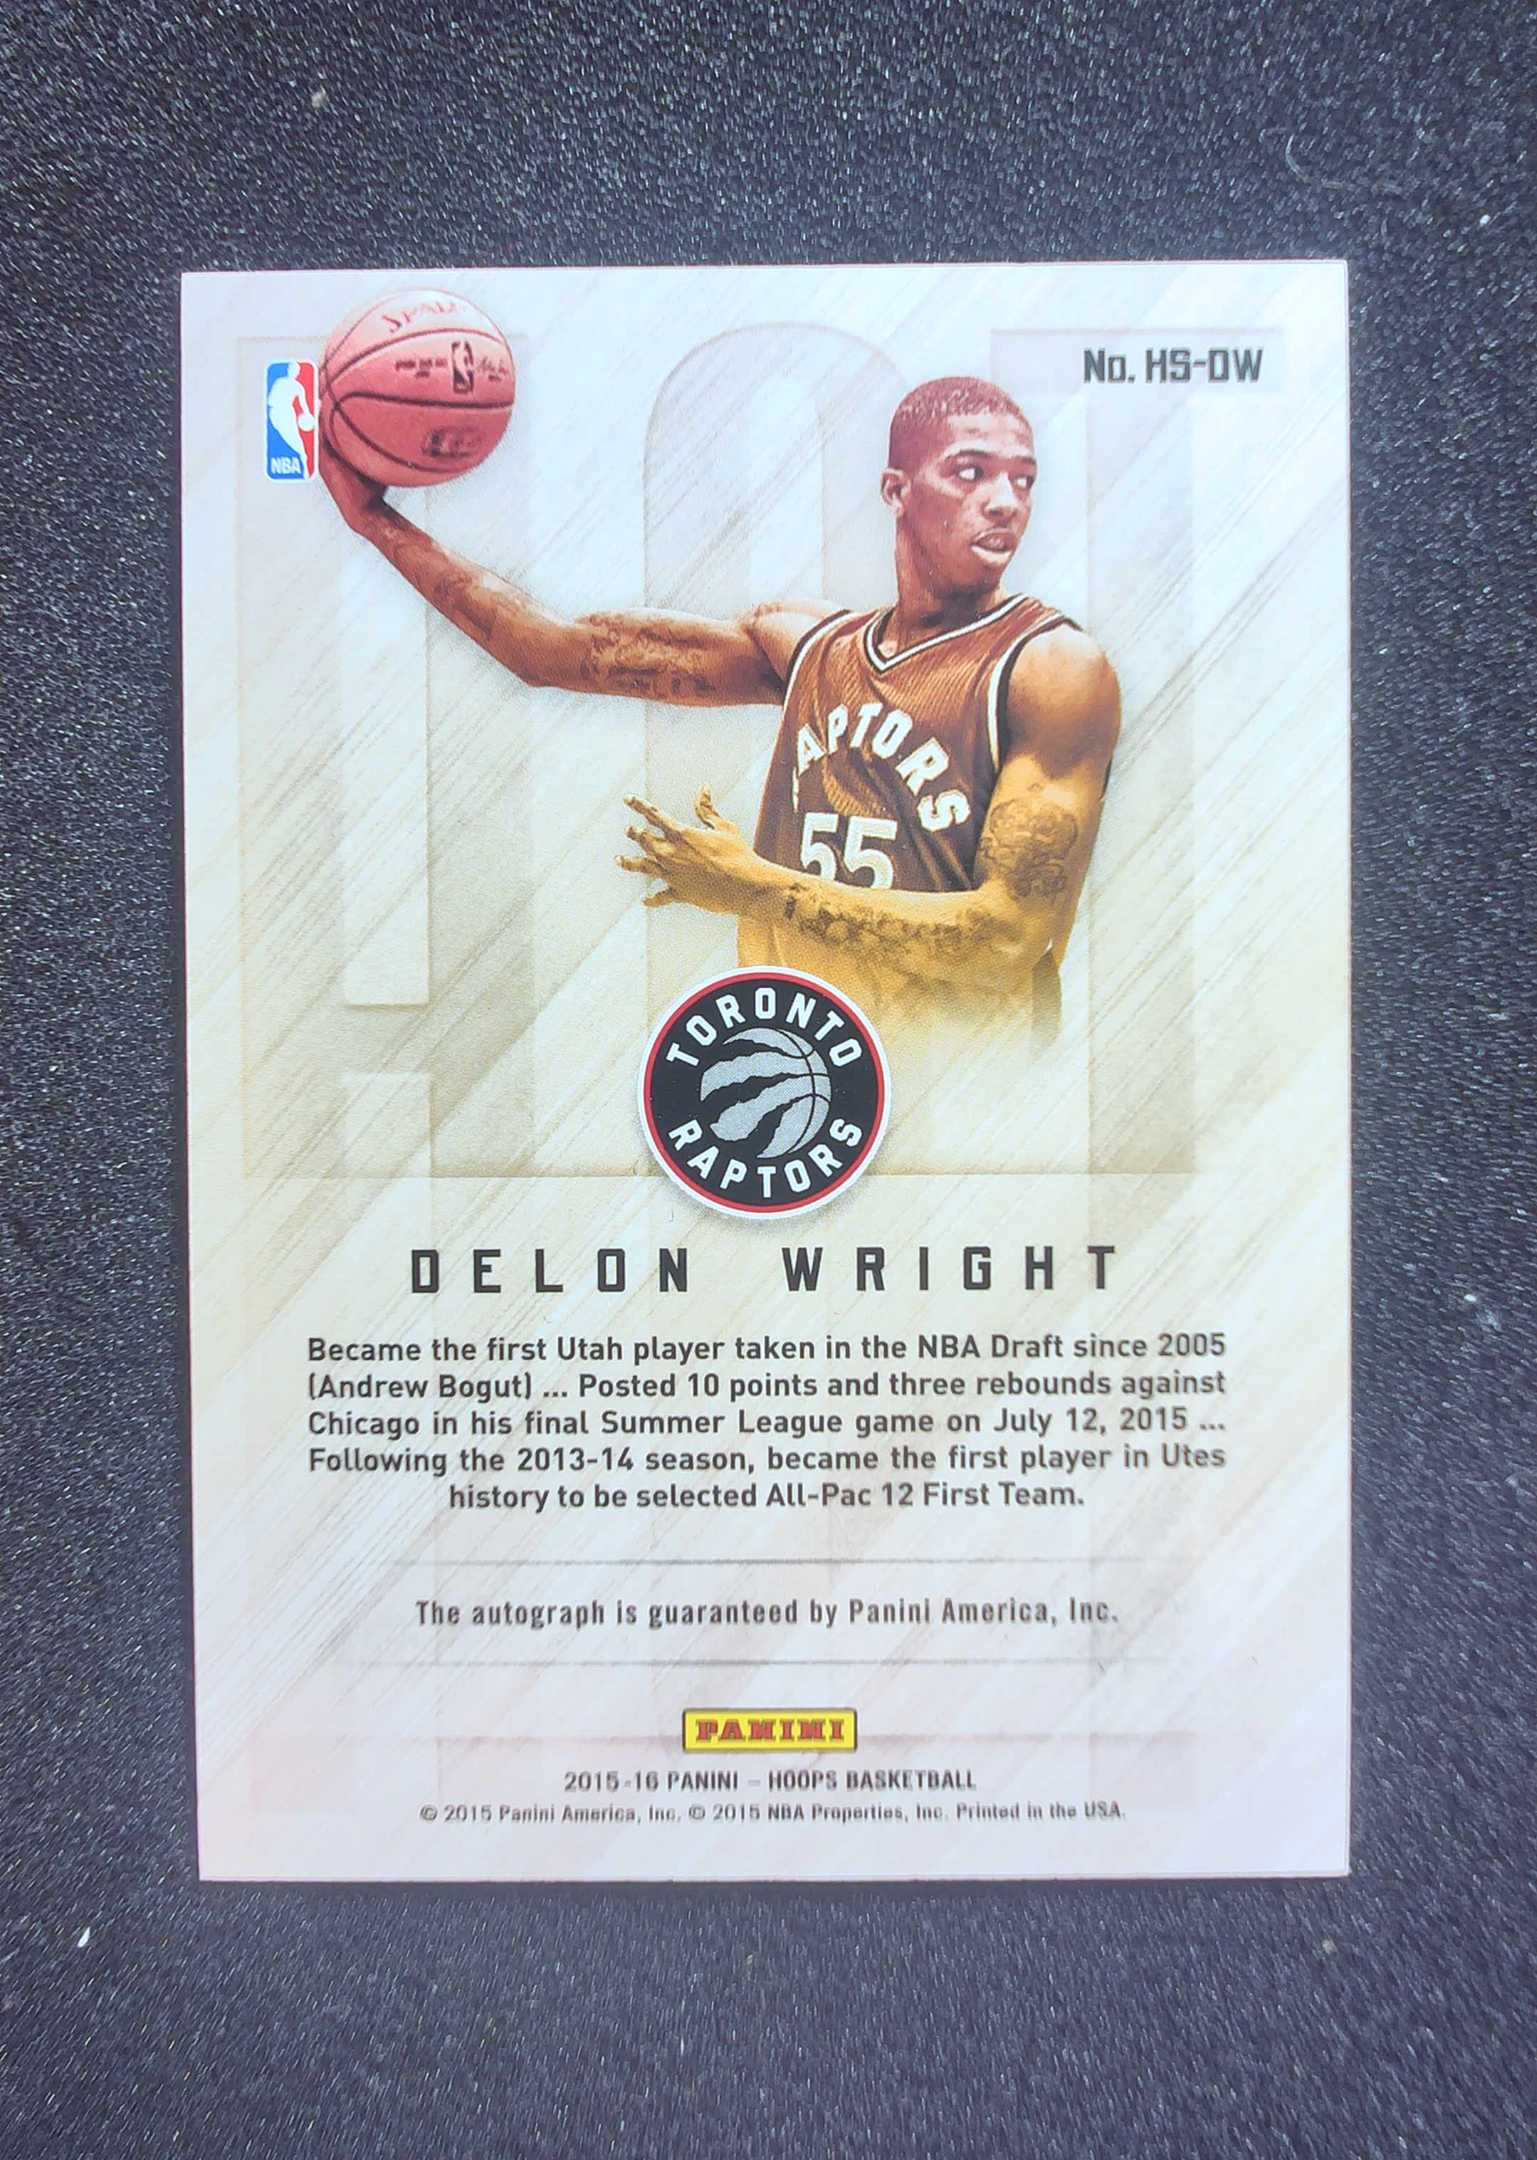 No. HS-DW
SPALDING
NBA
APTORS
55
TORONTO
RAPTORS
DELON WRIGHT
Became the first Utah player taken in the NBA Draft since 2005
(Andrew Bogut) ... Posted 10 points and three rebounds against
Chicago in his final Summer League game on July 12, 2015 ...
Following the 2013-14 season, became the first player in Utes
history to be selected All-Pac 12 First Team.
The autograph is guaranteed by Panini America, Inc.
PANINI
2015-16 PANINI – HOOPS BASKETBALL
© 2015 Panini America, Inc. © 2015 NBA Properties, Inc. Printed in the USA.